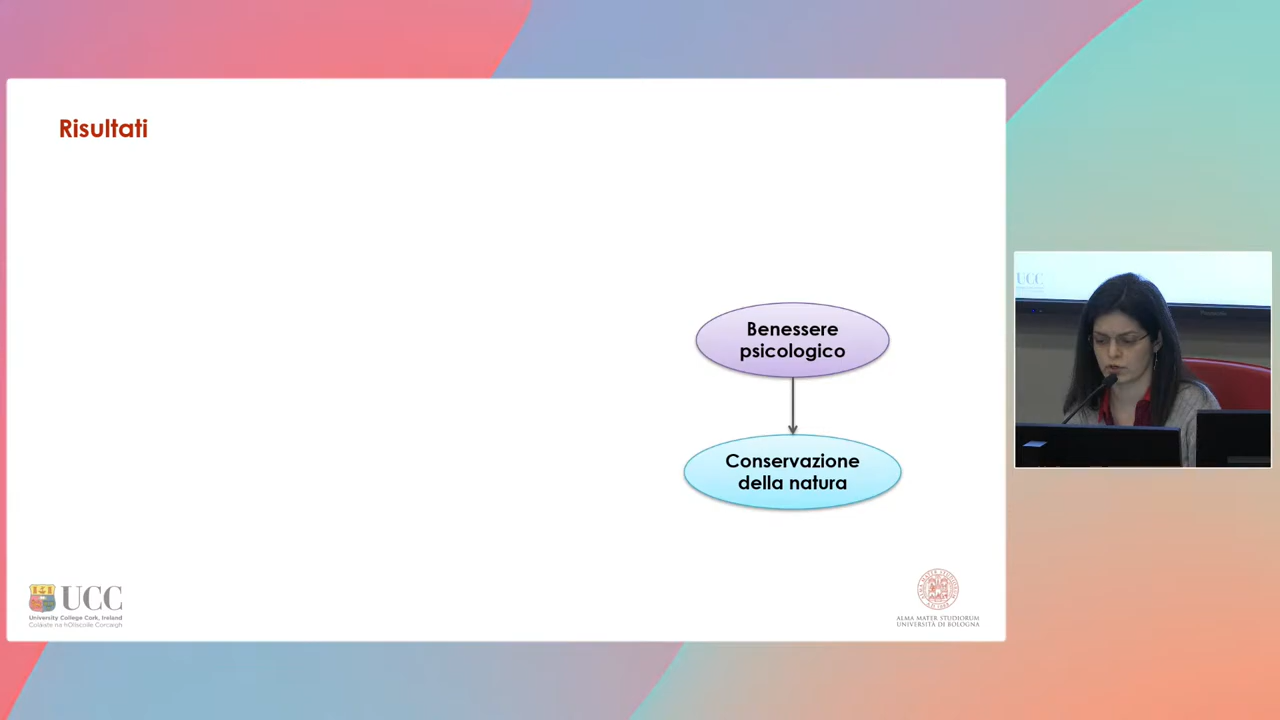 Risultati
Benessere
psicologico
Conservazione
della natura
UCC
University College Cork, Ireland
Coláiste na hOllscoile Corcaigh
ALMA MATER STUDIORUM
UNIVERSITÀ DI BOLOGNA
UCC